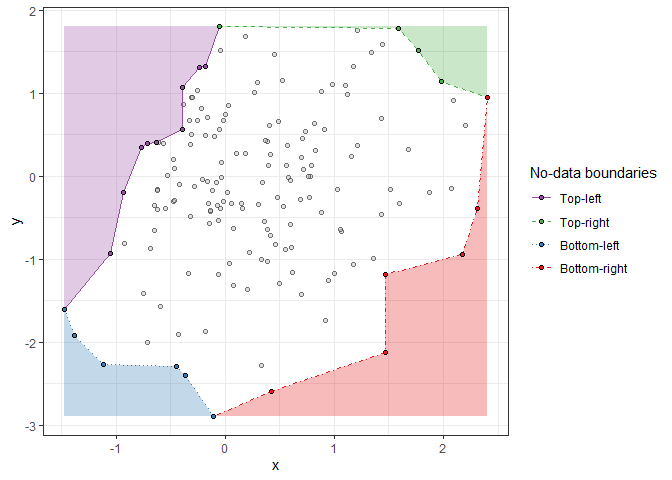 2
1
0
-1
-2
-3
y
-1
0
1
2
x
No-data boundaries
Top-left
Top-right
Bottom-left
Bottom-right